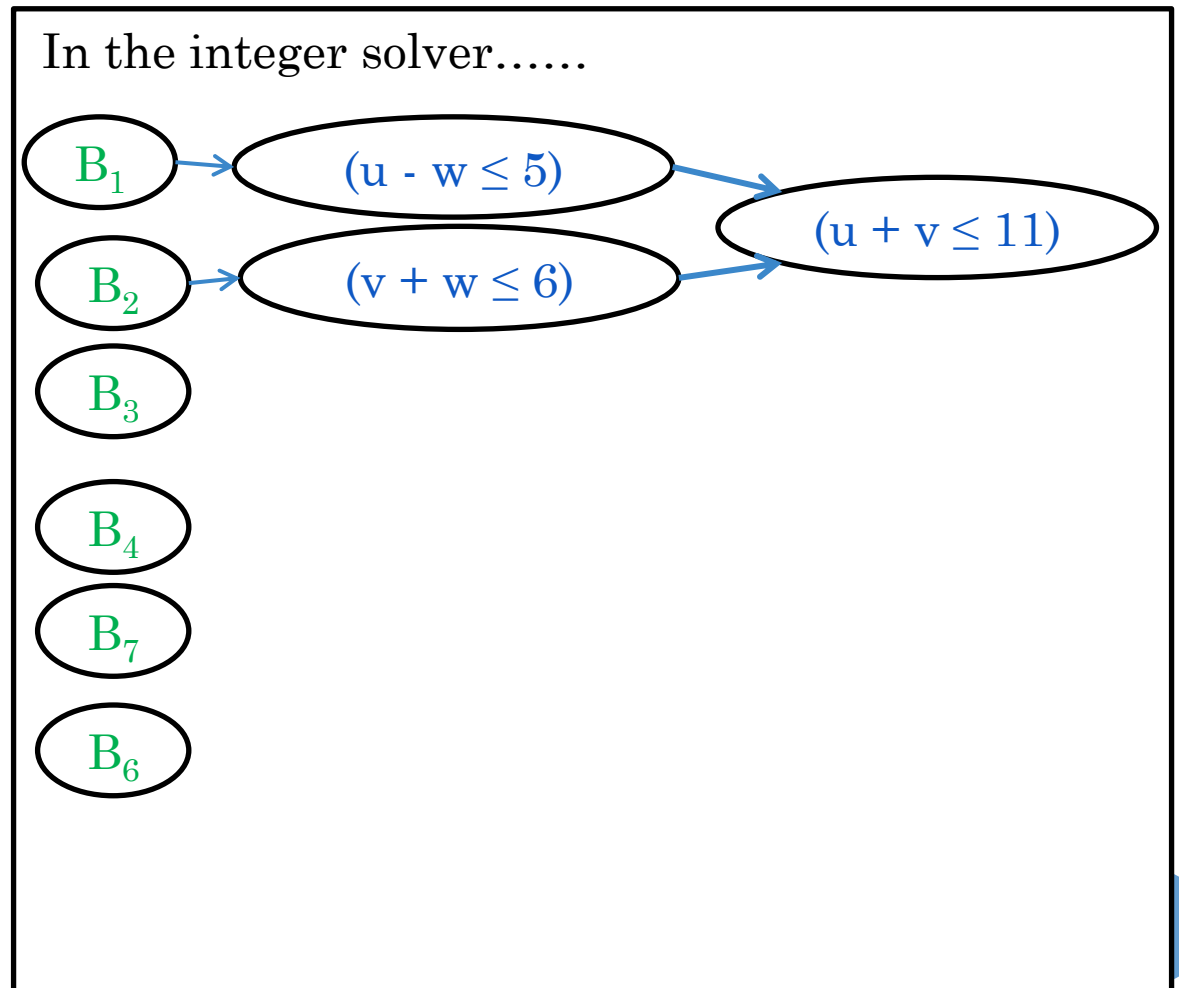 In the integer solver……
B₁ (u - w ≤ 5)
(u + v ≤ 11)
B₂ (v + w ≤ 6)
B₃
B₄
B₇
B₆